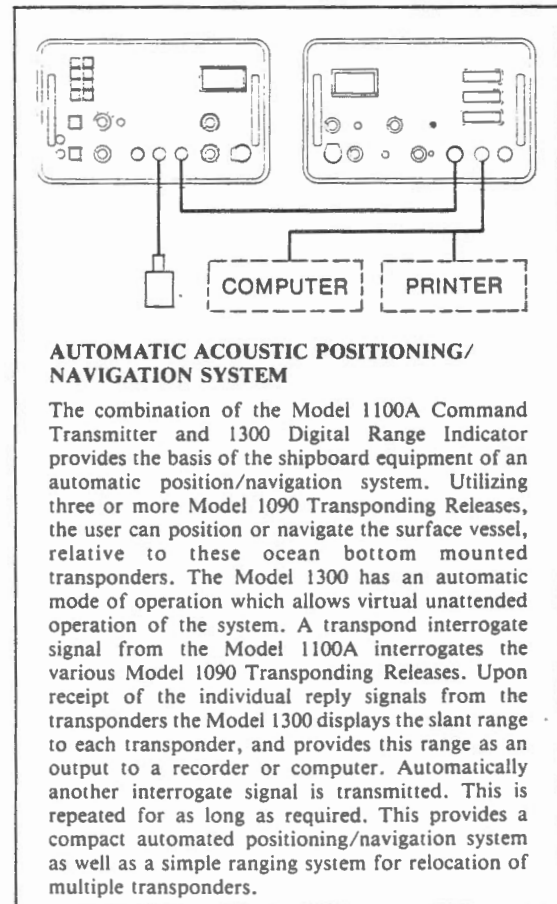 COMPUTER PRINTER
AUTOMATIC ACOUSTIC POSITIONING/
NAVIGATION SYSTEM
The combination of the Model 1100A Command
Transmitter and 1300 Digital Range Indicator
provides the basis of the shipboard equipment of an
automatic position/navigation system. Utilizing
three or more Model 1090 Transponding Releases,
the user can position or navigate the surface vessel,
relative to these ocean bottom mounted
transponders. The Model 1300 has an automatic
mode of operation which allows virtual unattended
operation of the system. A transpond interrogate
signal from the Model 1100A interrogates the
various Model 1090 Transponding Releases. Upon
receipt of the individual reply signals from the
transponders the Model 1300 displays the slant range
to each transponder, and provides this range as an
output to a recorder or computer. Automatically
another interrogate signal is transmitted. This is
repeated for as long as required. This provides a
compact automated positioning/navigation system
as well as a simple ranging system for relocation of
multiple transponders.